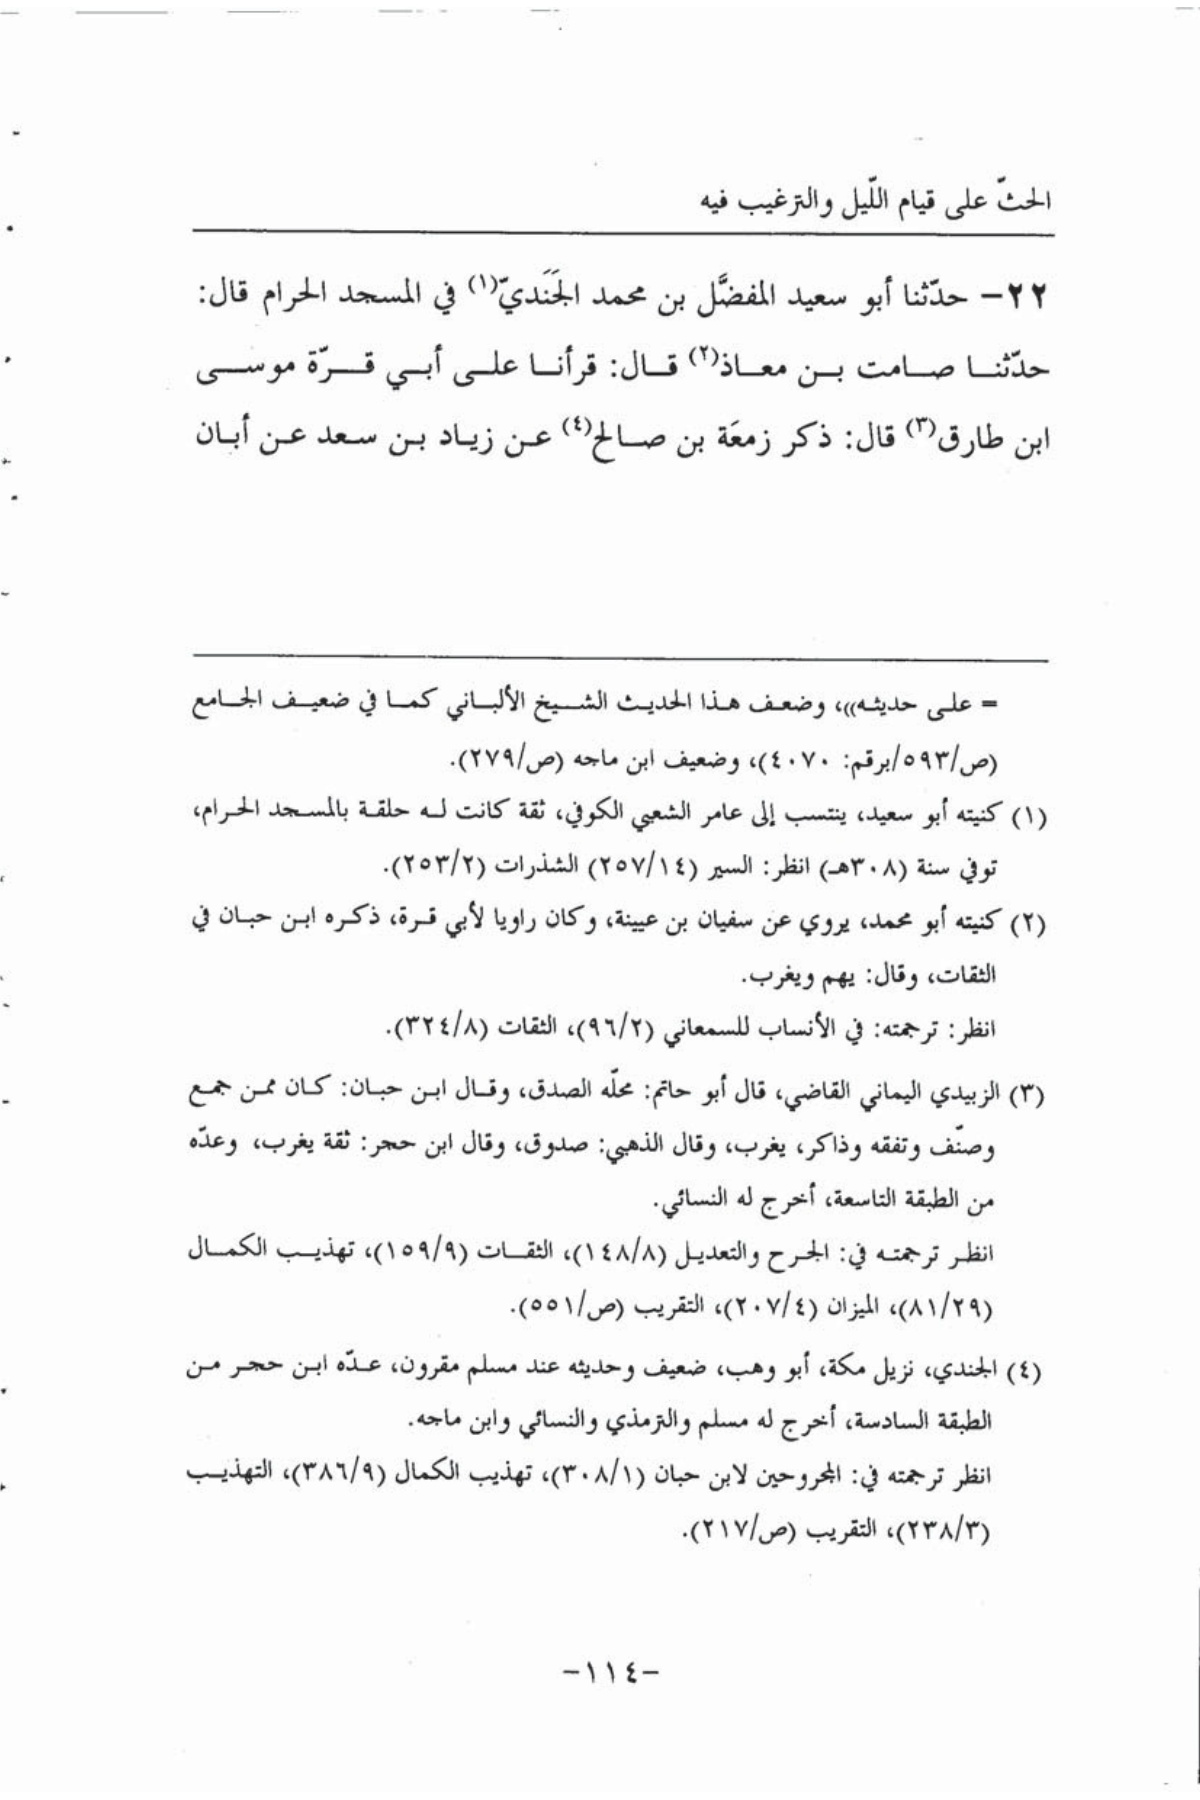 الحثّ على قيام اللّيل والترغيب فيه
٢٢- حدّثنا أبو سعيد المفضَّل بن محمد الجَنَديّ(١) في المسجد الحرام قال:
حدّثنا صامت بن معاذ(٢) قال: قرأنا على أبي قرّة موسى
ابن طارق(٣) قال: ذكر زمعَة بن صالح(٤) عن زياد بن سعد عن أبان
= على حديثه))، وضعف هذا الحديث الشيخ الألباني كما في ضعيف الجامع
(ص/٥٩٣/برقم: ٤٠٧٠)، وضعيف ابن ماجه (ص/٢٧٩).
(١) كنيته أبو سعيد، ينتسب إلى عامر الشعبي الكوفي، ثقة كانت له حلقة بالمسجد الحرام،
توفي سنة (٣٠٨هـ) انظر: السير (٢٥٧/١٤) الشذرات (٢٥٣/٢).
(٢) كنيته أبو محمد، يروي عن سفيان بن عيينة، وكان راويا لأبي قرة، ذكره ابن حبان في
الثقات، وقال: يهم ويغرب.
انظر: ترجمته: في الأنساب للسمعاني (٩٦/٢)، الثقات (٣٢٤/٨).
(٣) الزبيدي اليماني القاضي، قال أبو حاتم: محلّه الصدق، وقال ابن حبان: كان ممن جمع
وصنّف وتفقه وذاكر، يغرب، وقال الذهبي: صدوق، وقال ابن حجر: ثقة يغرب، وعدّه
من الطبقة التاسعة، أخرج له النسائي.
انظر ترجمته في: الجرح والتعديل (١٤٨/٨)، الثقات (١٥٩/٩)، تهذيب الكمال
(٨١/٢٩)، الميزان (٢٠٧/٤)، التقريب (ص/٥٥١).
(٤) الجندي، نزيل مكة، أبو وهب، ضعيف وحديثه عند مسلم مقرون، عدّه ابن حجر من
الطبقة السادسة، أخرج له مسلم والترمذي والنسائي وابن ماجه.
انظر ترجمته في: المجروحين لابن حبان (٣٠٨/١)، تهذيب الكمال (٣٨٦/٩)، التهذيب
(٢٣٨/٣)، التقريب (ص/٢١٧).
-١١٤-